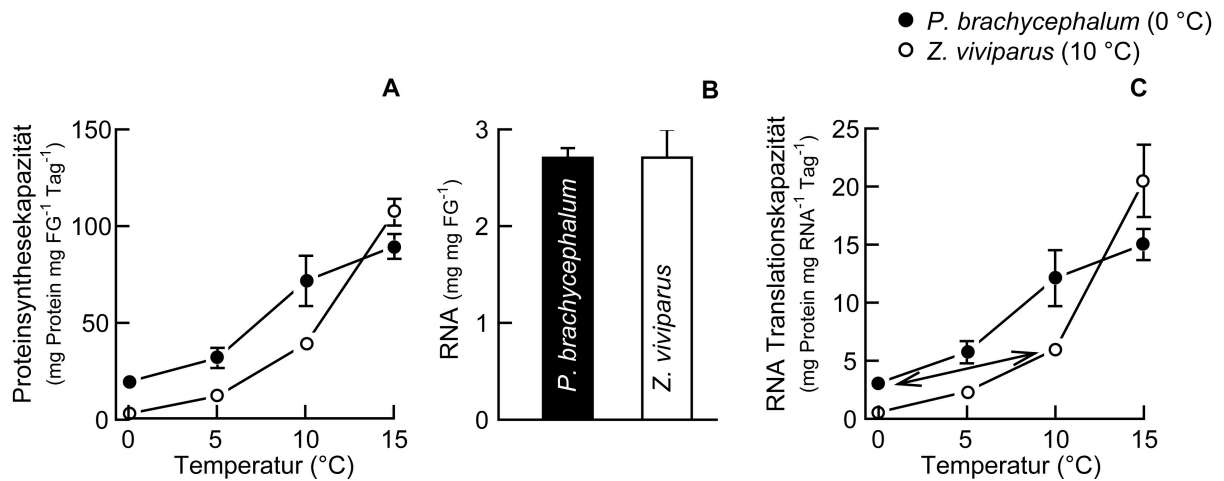 P. brachycephalum (0 °C)
Z. viviparus (10 °C)
A
Proteinsynthesekapazität
(mg Protein mg FG⁻¹ Tag⁻¹)
150
100
50
0
0 5 10 15
Temperatur (°C)
B
RNA (mg mg FG⁻¹)
3
2
1
0
P. brachycephalum
Z. viviparus
C
RNA Translationskapazität
(mg Protein mg RNA⁻¹ Tag⁻¹)
25
20
15
10
5
0
0 5 10 15
Temperatur (°C)